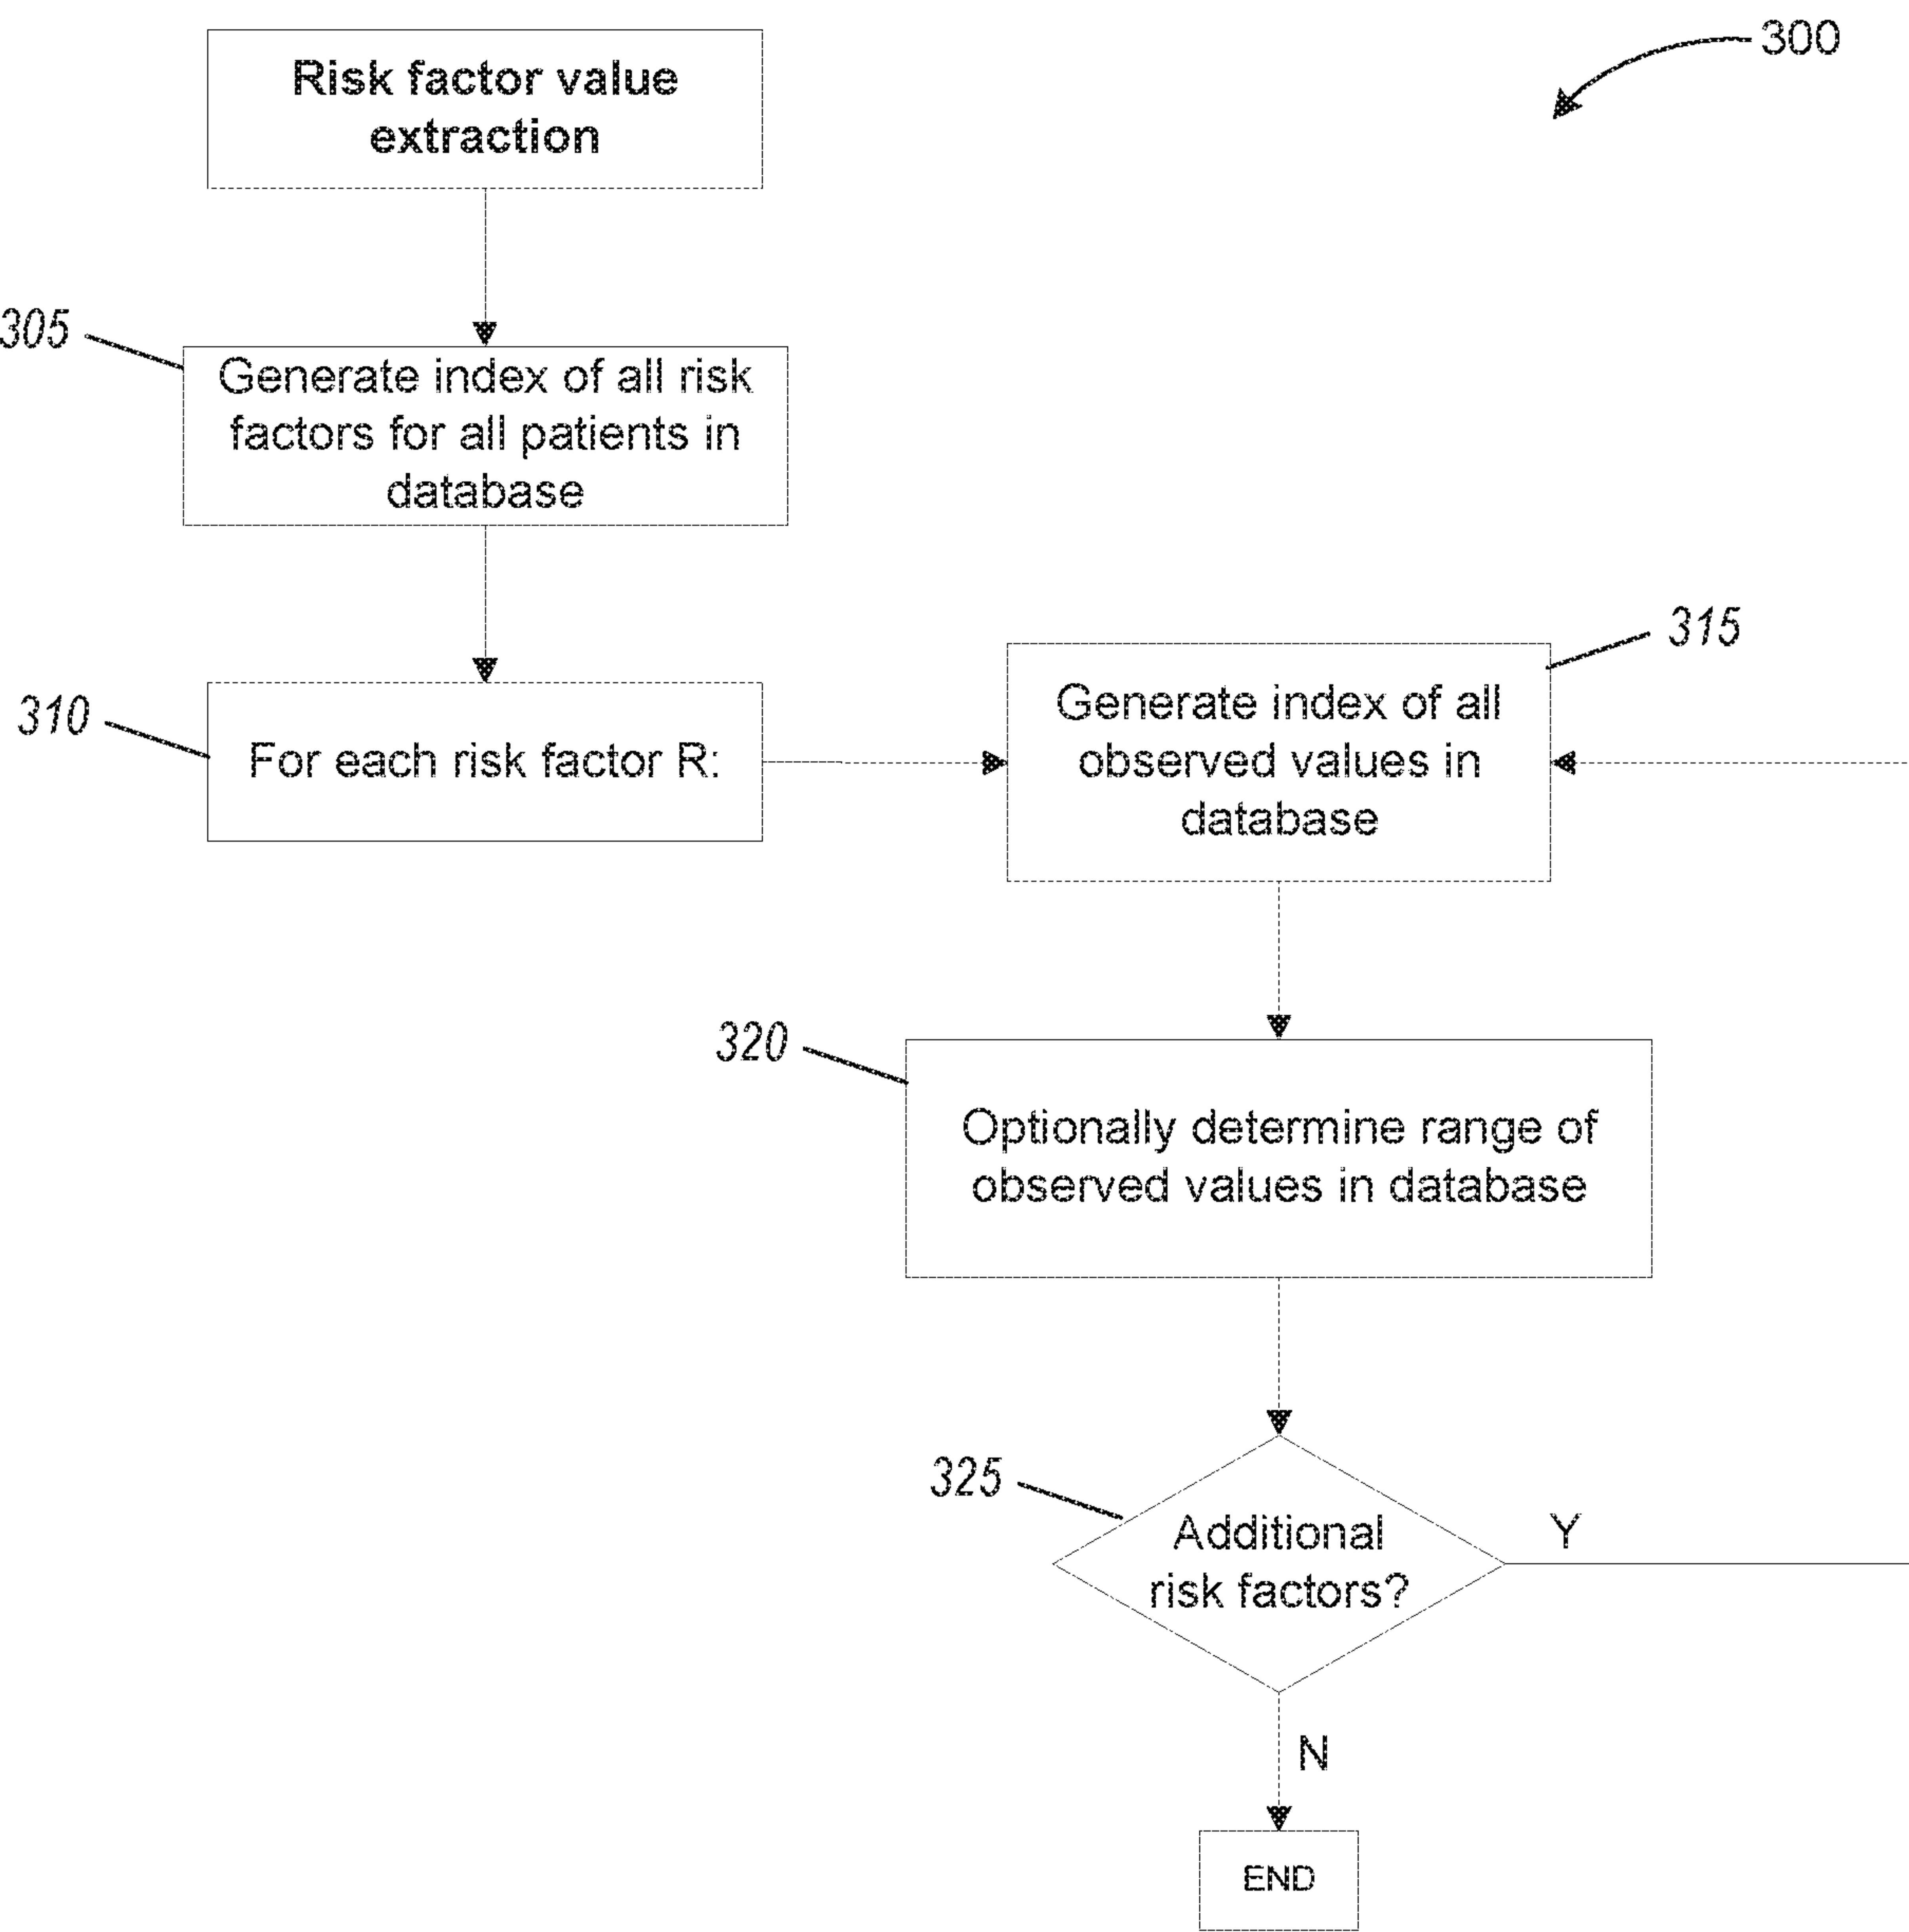 300
Risk factor value
extraction
305
Generate index of all risk
factors for all patients in
database
310
For each risk factor R:
315
Generate index of all
observed values in
database
320
Optionally determine range of
observed values in database
325
Additional
risk factors?
Y
N
END